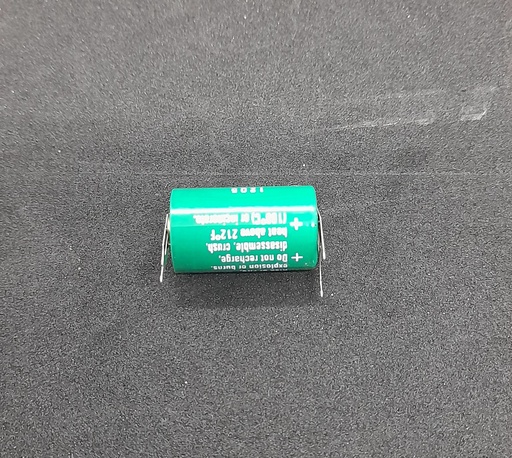 explosion or burns.
+ Do not recharge,
disassemble, crush,
heat above 212°F
+ (100°C) or incinerate.